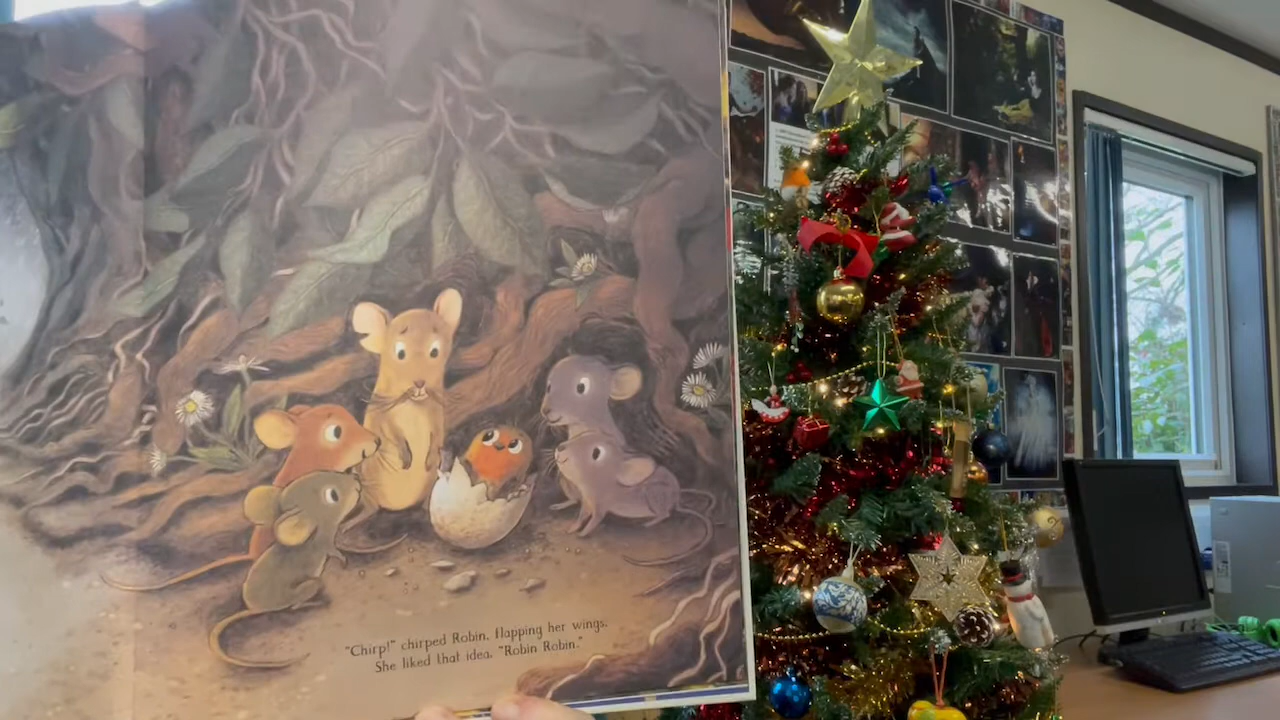 "Chirp!" chirped Robin, flapping her wings.
She liked that idea. "Robin Robin."